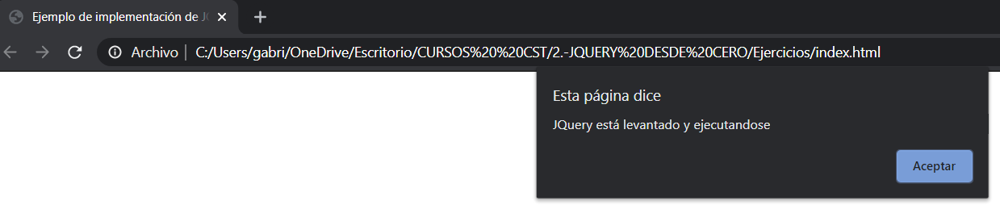 Ejemplo de implementación de J
Archivo | C:/Users/gabri/OneDrive/Escritorio/CURSOS%20%20CST/2.-JQUERY%20DESDE%20CERO/Ejercicios/index.html
Esta página dice
JQuery está levantado y ejecutandose
Aceptar